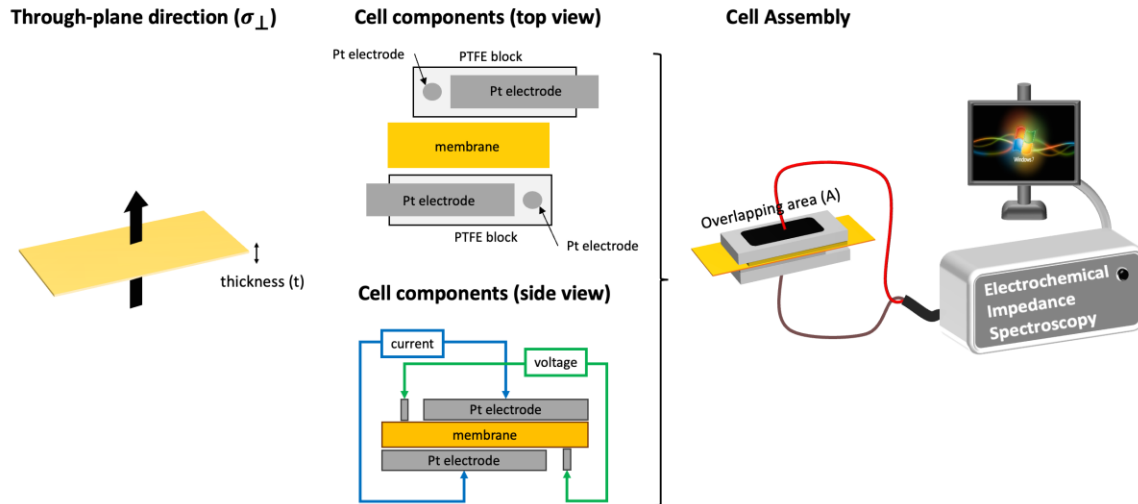 Through-plane direction (σ⊥)
thickness (t)
Cell components (top view)
Pt electrode
PTFE block
Pt electrode
membrane
Pt electrode
PTFE block
Pt electrode
Cell components (side view)
current
voltage
Pt electrode
membrane
Pt electrode
Cell Assembly
Overlapping area (A)
Windows 7
Electrochemical
Impedance
Spectroscopy